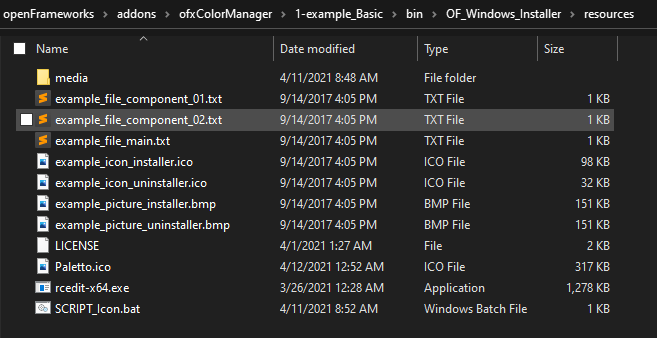 openFrameworks > addons > ofxColorManager > 1-example_Basic > bin > OF_Windows_Installer > resources
Name Date modified Type Size
media 4/11/2021 8:48 AM File folder
example_file_component_01.txt 9/14/2017 4:05 PM TXT File 1 KB
example_file_component_02.txt 9/14/2017 4:05 PM TXT File 1 KB
example_file_main.txt 9/14/2017 4:05 PM TXT File 1 KB
example_icon_installer.ico 9/14/2017 4:05 PM ICO File 98 KB
example_icon_uninstaller.ico 9/14/2017 4:05 PM ICO File 32 KB
example_picture_installer.bmp 9/14/2017 4:05 PM BMP File 151 KB
example_picture_uninstaller.bmp 9/14/2017 4:05 PM BMP File 151 KB
LICENSE 4/1/2021 1:27 AM File 2 KB
Paletto.ico 4/12/2021 12:52 AM ICO File 317 KB
rcedit-x64.exe 3/26/2021 12:28 AM Application 1,278 KB
SCRIPT_Icon.bat 4/11/2021 8:52 AM Windows Batch File 1 KB